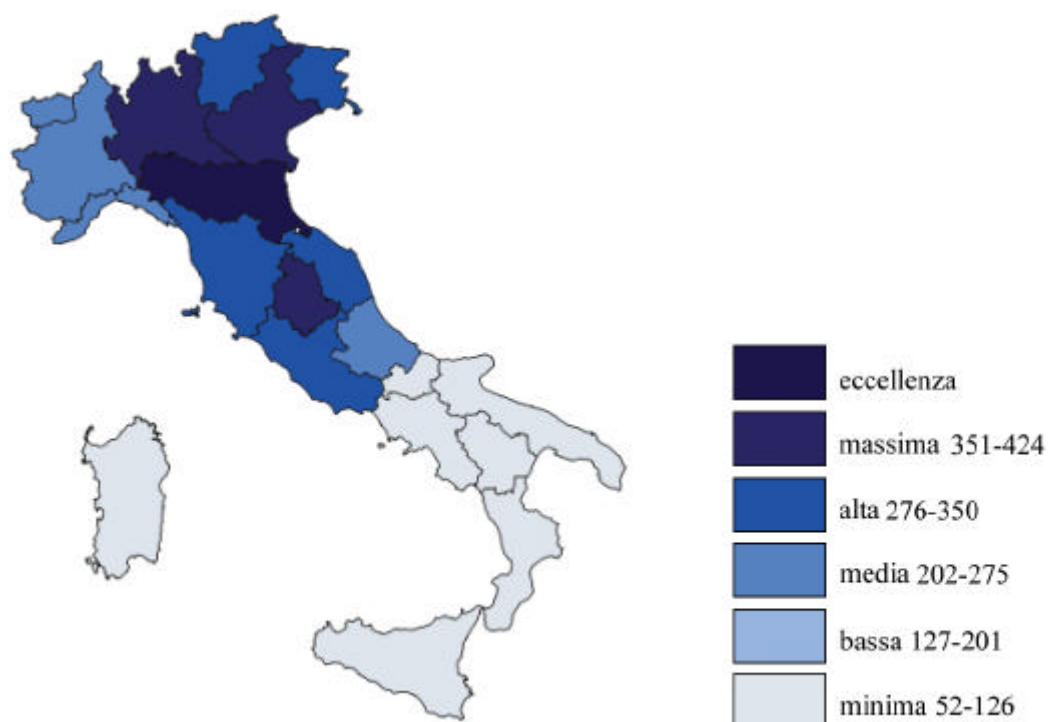 eccellenza
massima 351-424
alta 276-350
media 202-275
bassa 127-201
minima 52-126